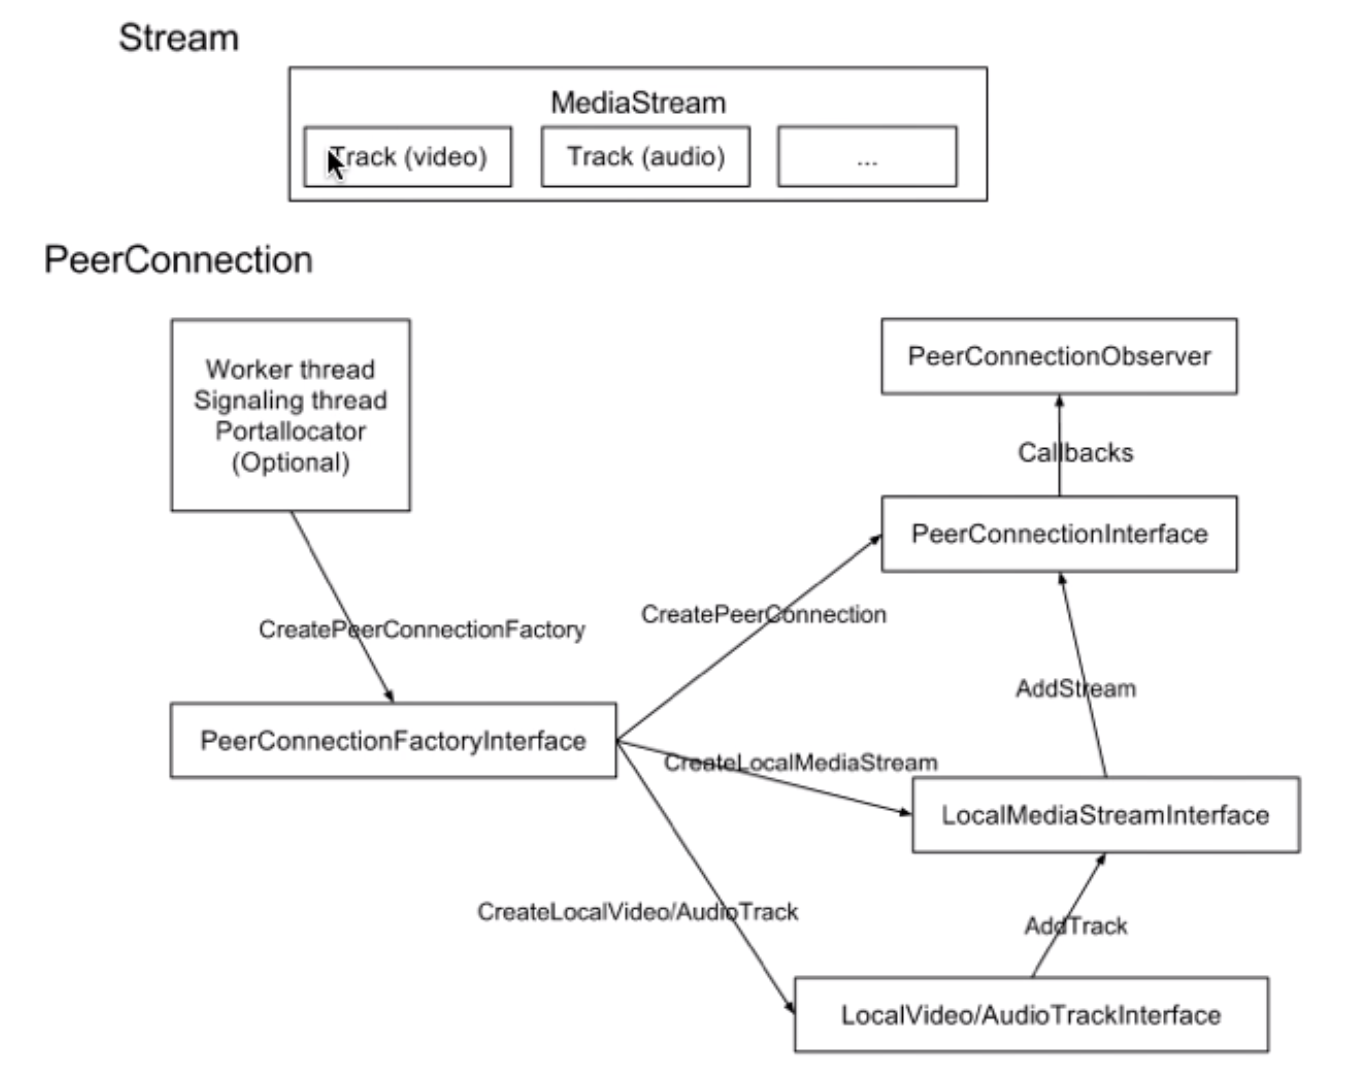 Stream
MediaStream
Track (video)
Track (audio)
...
PeerConnection
Worker thread
Signaling thread
Portallocator
(Optional)
PeerConnectionObserver
Callbacks
PeerConnectionInterface
CreatePeerConnectionFactory
CreatePeerConnection
AddStream
PeerConnectionFactoryInterface
CreateLocalMediaStream
LocalMediaStreamInterface
CreateLocalVideo/AudioTrack
AddTrack
LocalVideo/AudioTrackInterface